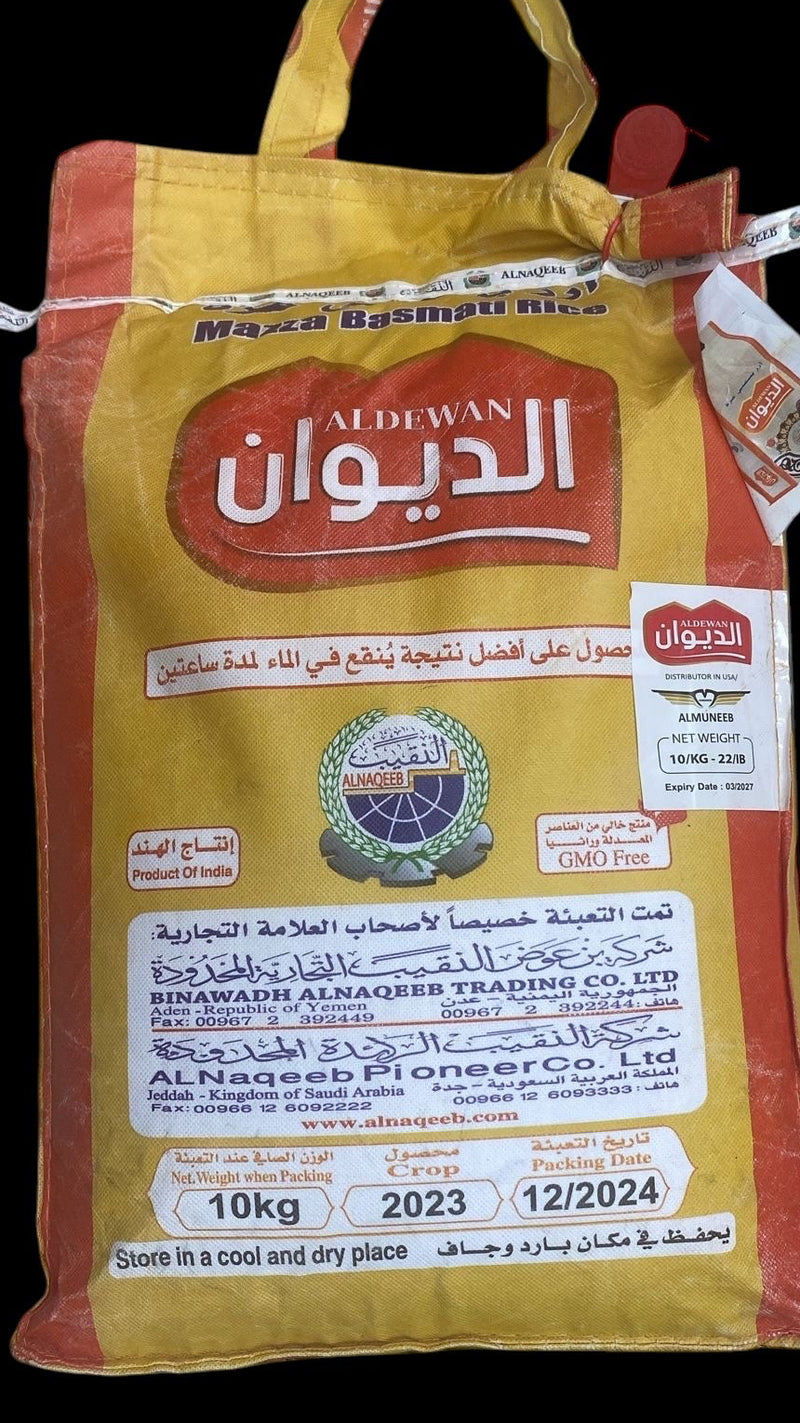 ALNAQEEB
ALNAQEEB
Mazza Basmati Rice
ALDEWAN
الديوان
حصول على أفضل نتيجة يُنقع في الماء لمدة ساعتين
ALDEWAN
الديوان
DISTRIBUTOR IN USA/
ALMUNEEB
NET WEIGHT
10/KG - 22/IB
Expiry Date : 03/2027
النقيب
ALNAQEEB
إنتاج الهند
Product Of India
منتج خالي من العناصر
المعدلة وراثيا
GMO Free
تمت التعبئة خصيصاً لأصحاب العلامة التجارية:
شركة بن عوض النقيب التجارية المحدودة
BINAWADH ALNAQEEB TRADING CO. LTD
Aden - Republic of Yemen الجمهورية اليمنية - عدن
Fax: 00967 2 392449 هاتف: 392244 2 00967
شركة النقيب الرائدة المحدودة
ALNaqeeb Pioneer Co. Ltd
Jeddah - Kingdom of Saudi Arabia المملكة العربية السعودية - جدة
Fax: 00966 12 6092222 هاتف: 6093333 12 00966
www.alnaqeeb.com
الوزن الصافي عند التعبئة
Net.Weight when Packing
10kg
محصول
Crop
2023
تاريخ التعبئة
Packing Date
12/2024
Store in a cool and dry place يحفظ في مكان بارد وجاف